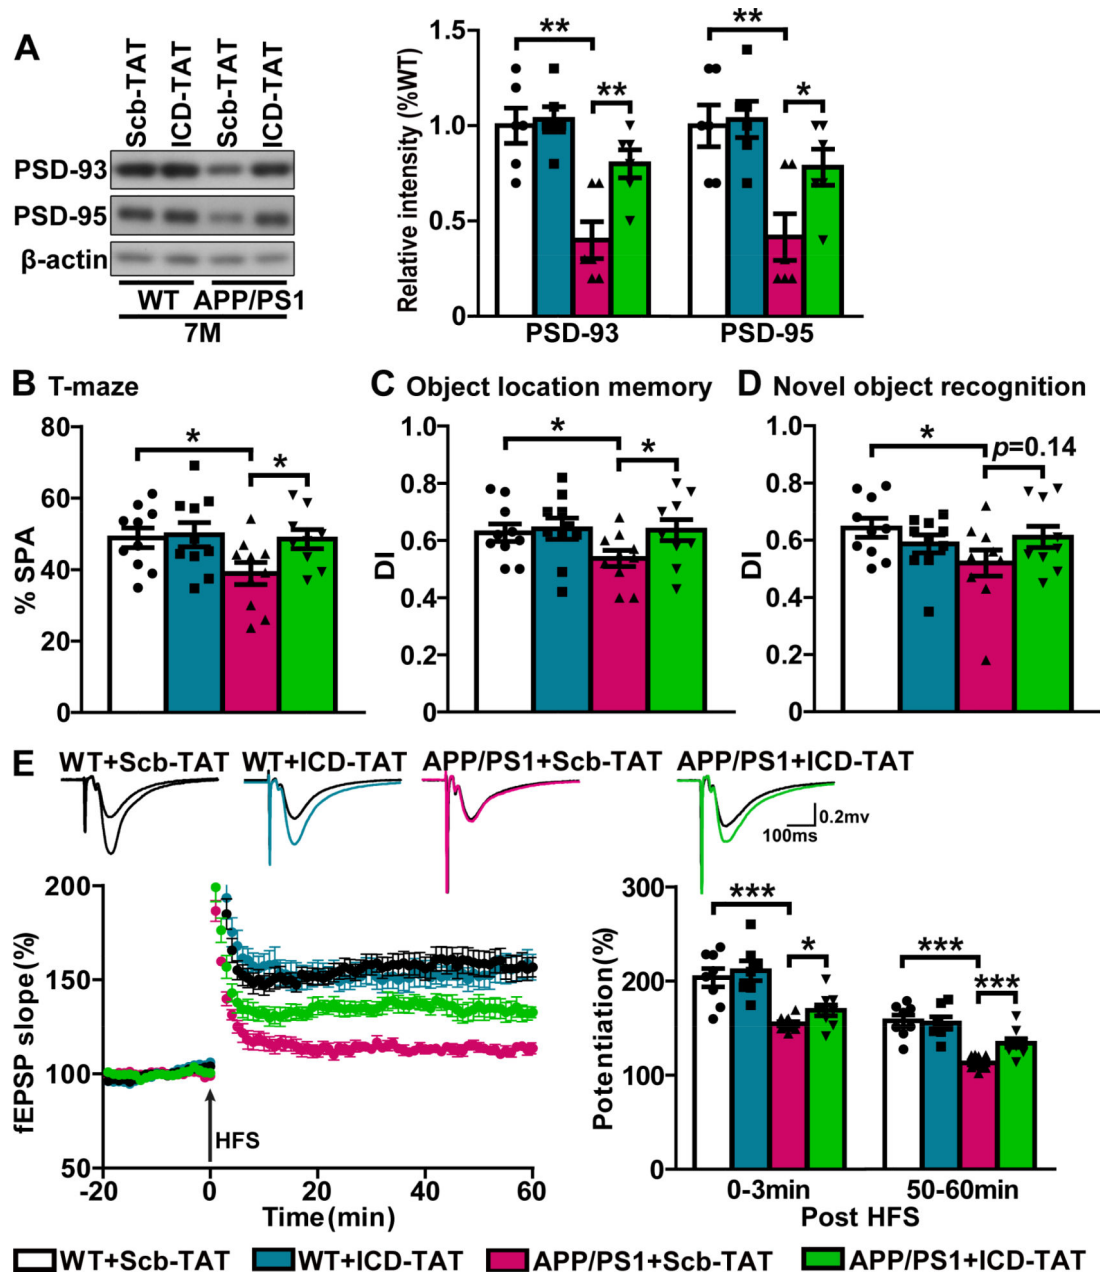 A
Scb-TAT
ICD-TAT
Scb-TAT
ICD-TAT
PSD-93
PSD-95
β-actin
WT APP/PS1
7M
Relative intensity (%WT)
1.5
1.0
0.5
0
**
**
**
*
PSD-93
PSD-95
B T-maze
% SPA
80
60
40
20
0
*
*
C Object location memory
DI
1.0
0.8
0.6
0.4
0.2
0
*
*
D Novel object recognition
DI
1.0
0.8
0.6
0.4
0.2
0
*
p=0.14
E
WT+Scb-TAT
WT+ICD-TAT
APP/PS1+Scb-TAT
APP/PS1+ICD-TAT
0.2mv
100ms
fEPSP slope(%)
200
150
100
50
HFS
-20
0
20
40
60
Time(min)
Potentiation(%)
300
200
100
0
***
*
***
***
0-3min
50-60min
Post HFS
WT+Scb-TAT
WT+ICD-TAT
APP/PS1+Scb-TAT
APP/PS1+ICD-TAT